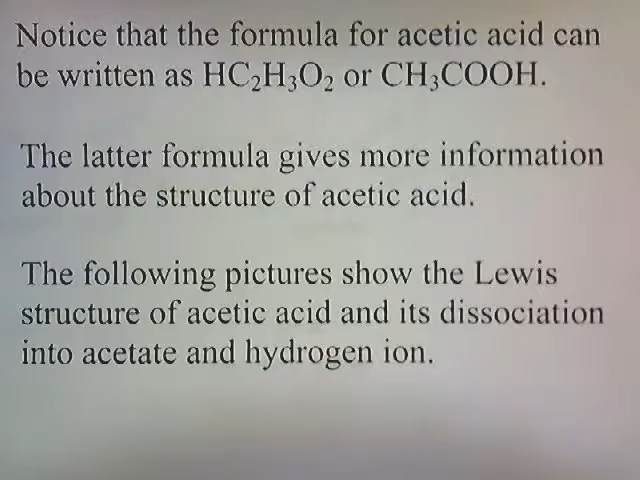 Notice that the formula for acetic acid can
be written as HC₂H₃O₂ or CH₃COOH.
The latter formula gives more information
about the structure of acetic acid.
The following pictures show the Lewis
structure of acetic acid and its dissociation
into acetate and hydrogen ion.